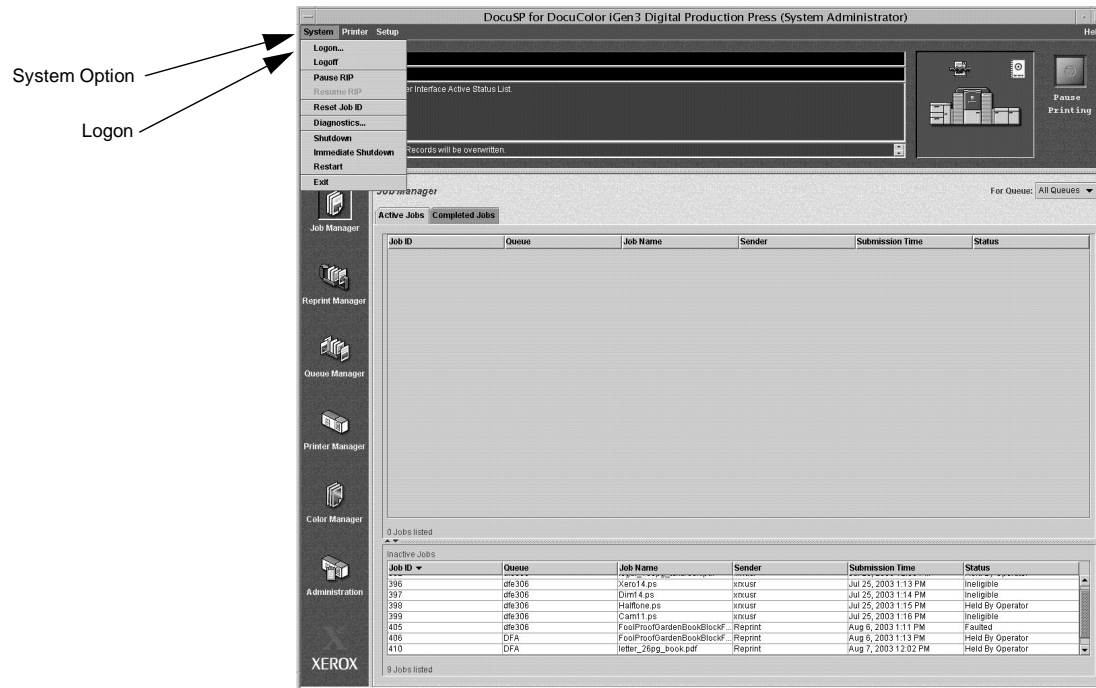 DocuSP for DocuColor iGen3 Digital Production Press (System Administrator)
System Printer Setup
System Option
Logon
Logon...
Logoff
Pause RIP
Resume RIP
Reset Job ID
Diagnostics...
Shutdown
Immediate Shutdown
Restart
Exit
Interface Active Status List.
Records will be overwritten.
Pause
Printing
Job Manager
For Queue: All Queues
Active Jobs Completed Jobs
Job ID Queue Job Name Sender Submission Time Status
0 Jobs listed
Job Manager
Reprint Manager
Queue Manager
Printer Manager
Color Manager
Administration
XEROX
Inactive Jobs
Job ID Queue Job Name Sender Submission Time Status
396 dfe306 Xero14.ps xrxusr Jul 25, 2003 1:13 PM Ineligible
397 dfe306 Dim14.ps xrxusr Jul 25, 2003 1:14 PM Ineligible
398 dfe306 Halftone.ps xrxusr Jul 25, 2003 1:15 PM Held By Operator
399 dfe306 Cam11.ps xrxusr Jul 25, 2003 1:16 PM Ineligible
405 dfe306 FoolProofGardenBookBlockF... Reprint Aug 6, 2003 1:11 PM Faulted
406 DFA FoolProofGardenBookBlockF... Reprint Aug 6, 2003 1:13 PM Held By Operator
410 DFA letter_26pg_book.pdf Reprint Aug 7, 2003 12:02 PM Held By Operator
9 Jobs listed